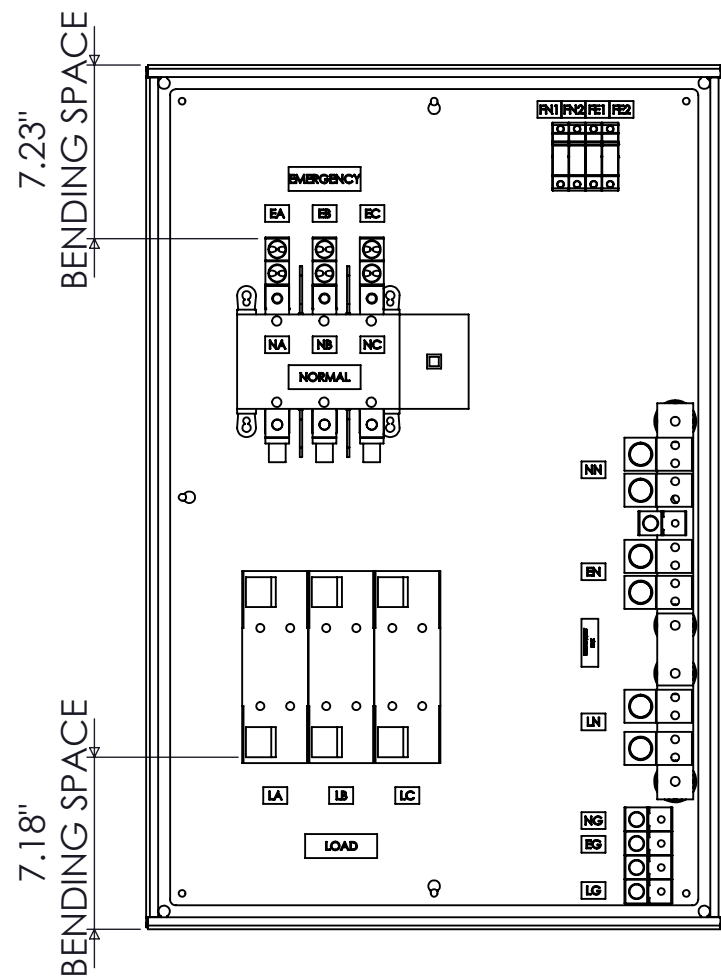 7.23"
BENDING SPACE
FN1 FN2 FE1 FE2
EMERGENCY
EA EB EC
NA NB NC
NORMAL
NN
EN
LN
7.18"
BENDING SPACE
LA LB LC
LOAD
NG
EG
LG